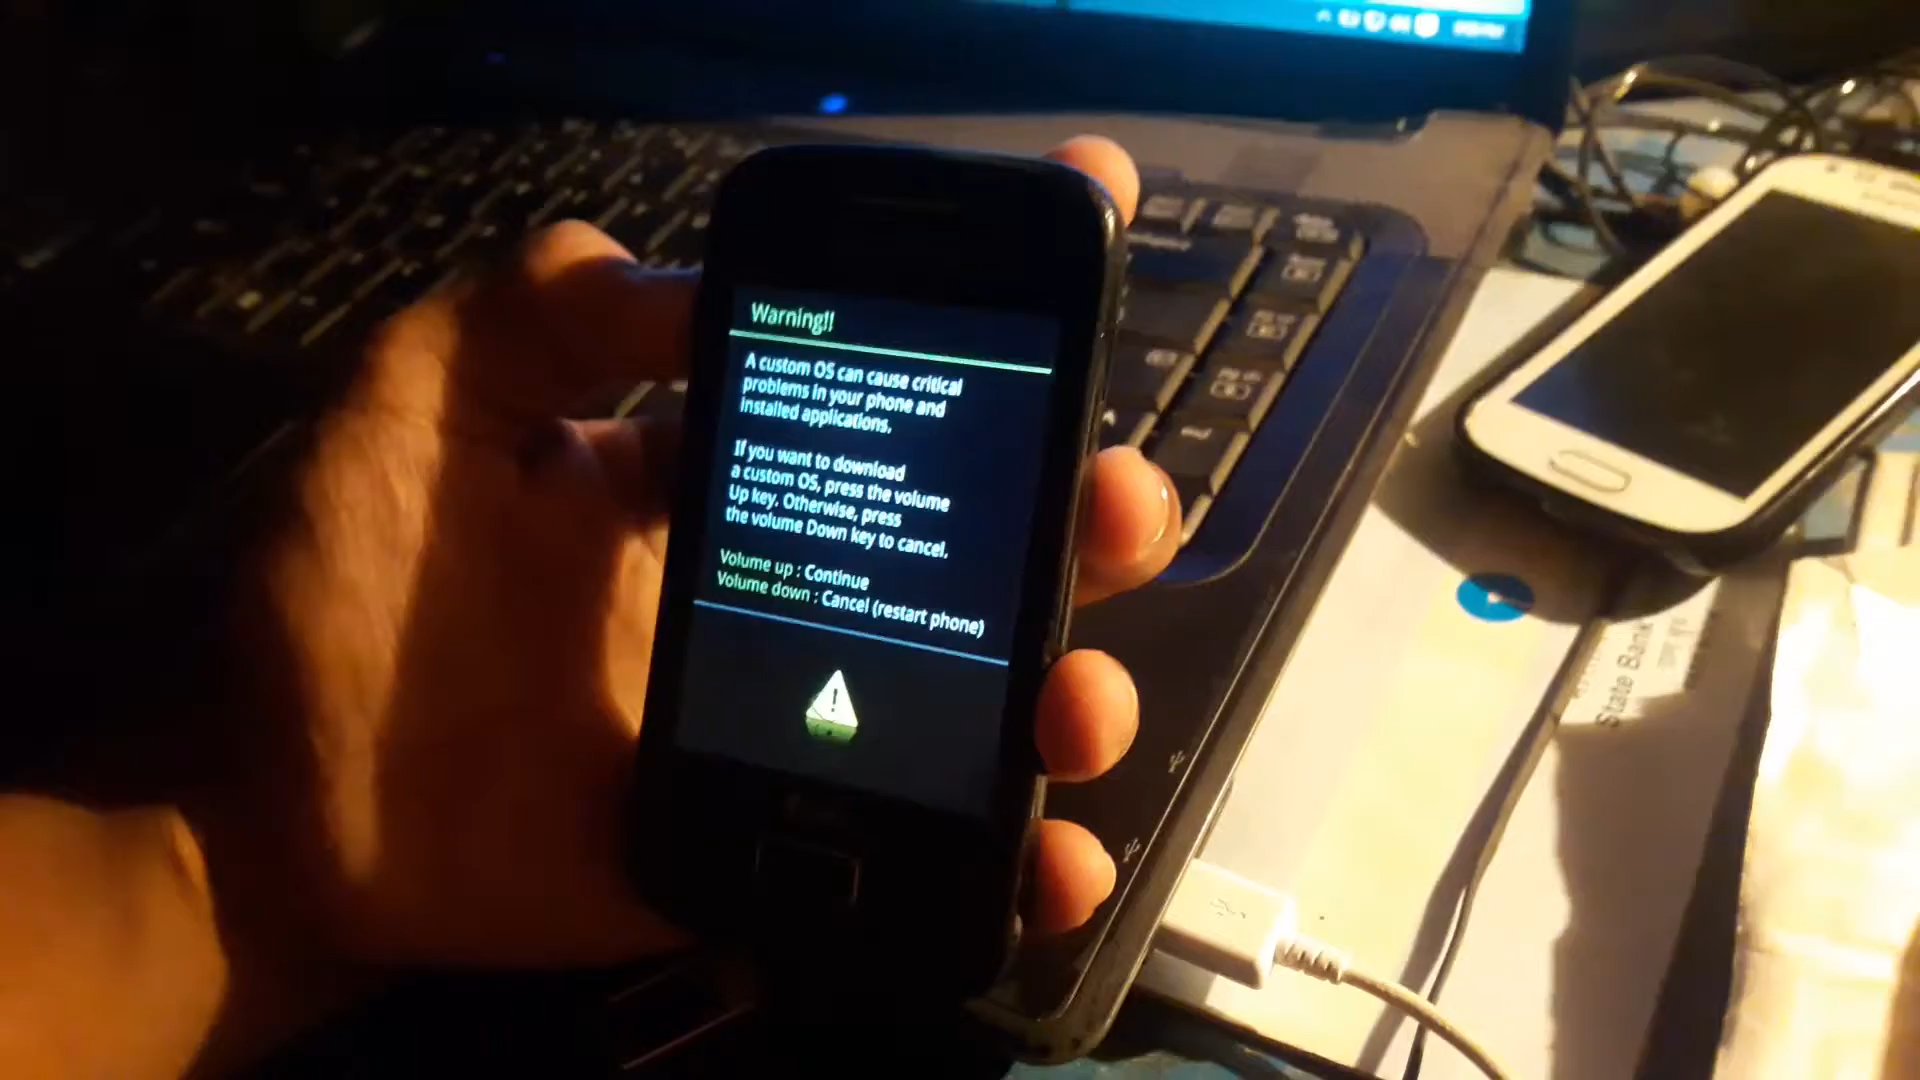 Warning!!
A custom OS can cause critical
problems in your phone and
installed applications.
If you want to download
a custom OS, press the volume
Up key. Otherwise, press
the volume Down key to cancel.
Volume up : Continue
Volume down : Cancel (restart phone)
State Bank